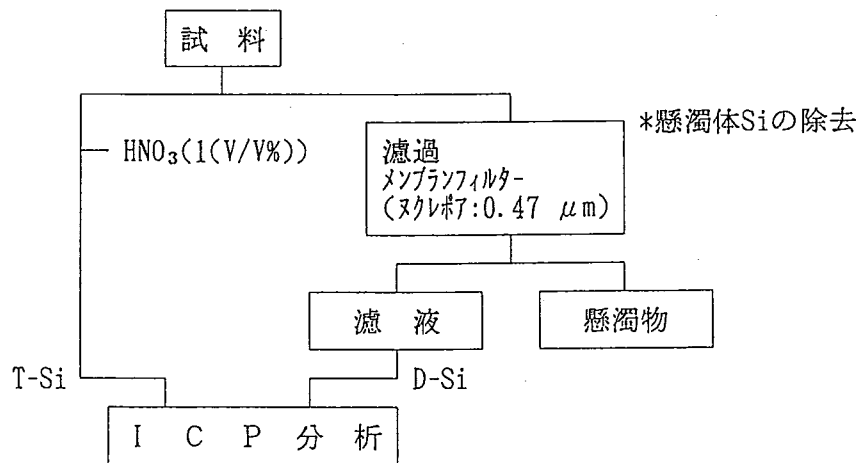 試 料
*懸濁体Siの除去
HNO₃(1(V/V%))
濾過
メンブランフィルター
(ヌクレポア:0.47 μm)
濾 液
懸濁物
T-Si
D-Si
I C P 分 析